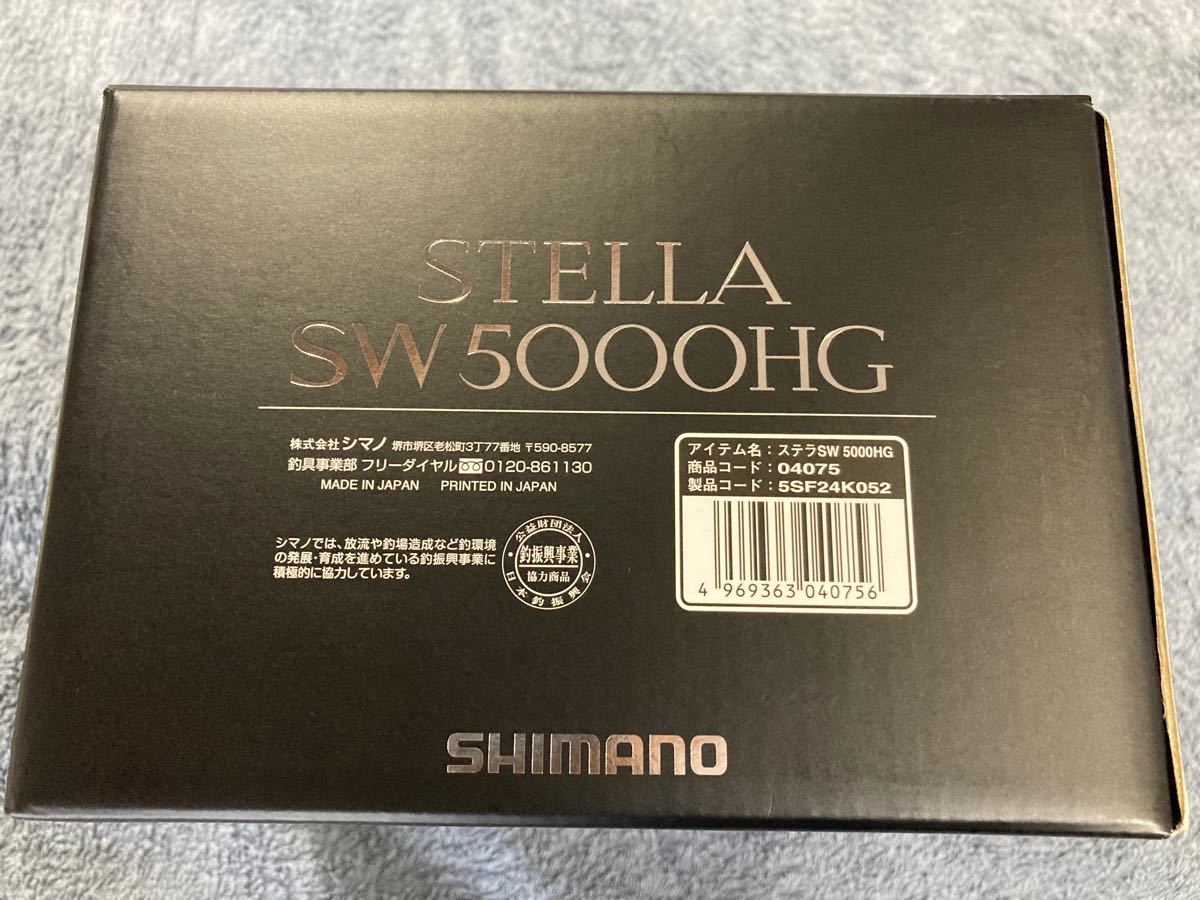 STELLA
SW 5000HG
株式会社 シマノ 堺市堺区老松町3丁77番地 〒590-8577
釣具事業部 フリーダイヤル 0120-861130
MADE IN JAPAN PRINTED IN JAPAN
シマノでは、放流や釣場造成など釣環境
の発展・育成を進めている釣振興事業に
積極的に協力しています。
公益財団法人
釣振興事業
協力商品
日本釣振興会
アイテム名：ステラSW 5000HG
商品コード：04075
製品コード：5SF24K052
4 969363 040756
SHIMANO